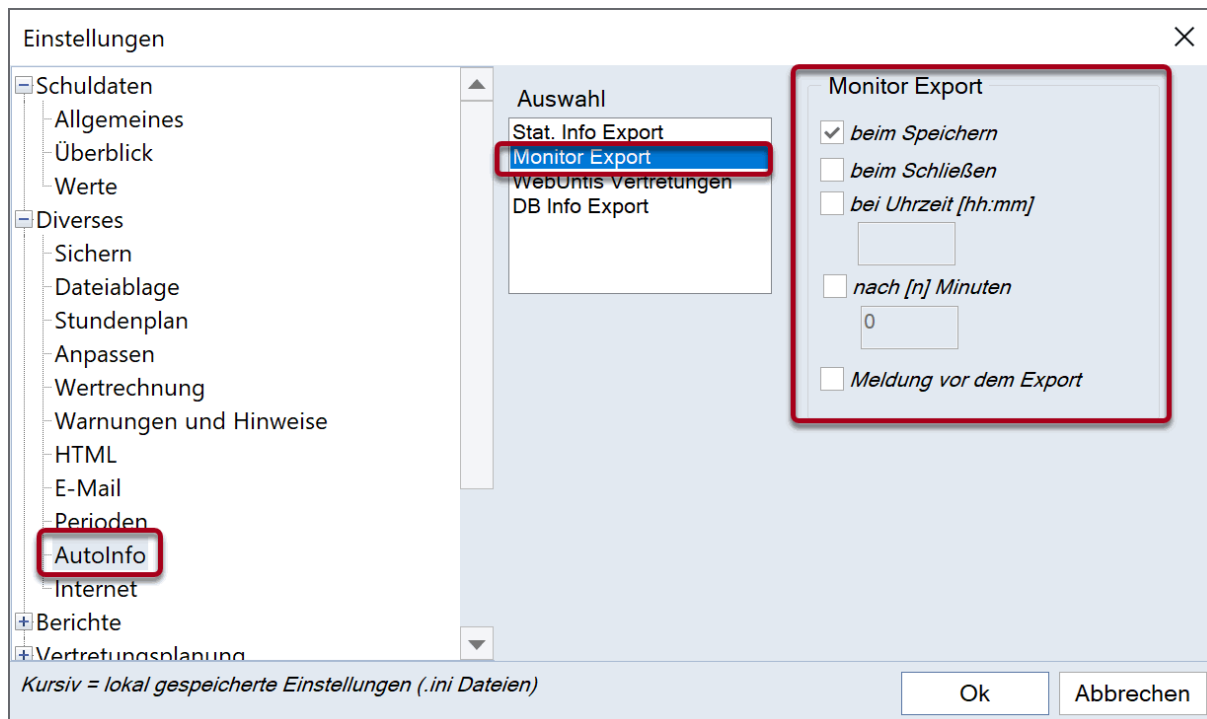 Einstellungen
Schuldaten
Allgemeines
Überblick
Werte
Diverses
Sichern
Dateiablage
Stundenplan
Anpassen
Wertrechnung
Warnungen und Hinweise
HTML
E-Mail
Perioden
AutoInfo
Internet
Berichte
Vertretungsplanung
Auswahl
Stat. Info Export
Monitor Export
WebUntis Vertretungen
DB Info Export
Monitor Export
beim Speichern
beim Schließen
bei Uhrzeit [hh:mm]
nach [n] Minuten
0
Meldung vor dem Export
Kursiv = lokal gespeicherte Einstellungen (.ini Dateien)
Ok
Abbrechen